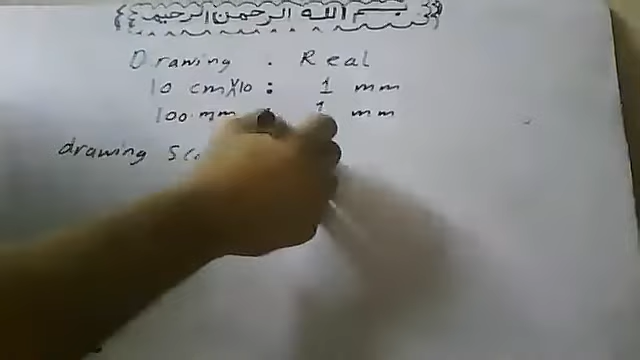 بسم الله الرحمن الرحيم
Drawing : Real
10 cm x10 : 1 mm
100 mm : 1 mm
drawing